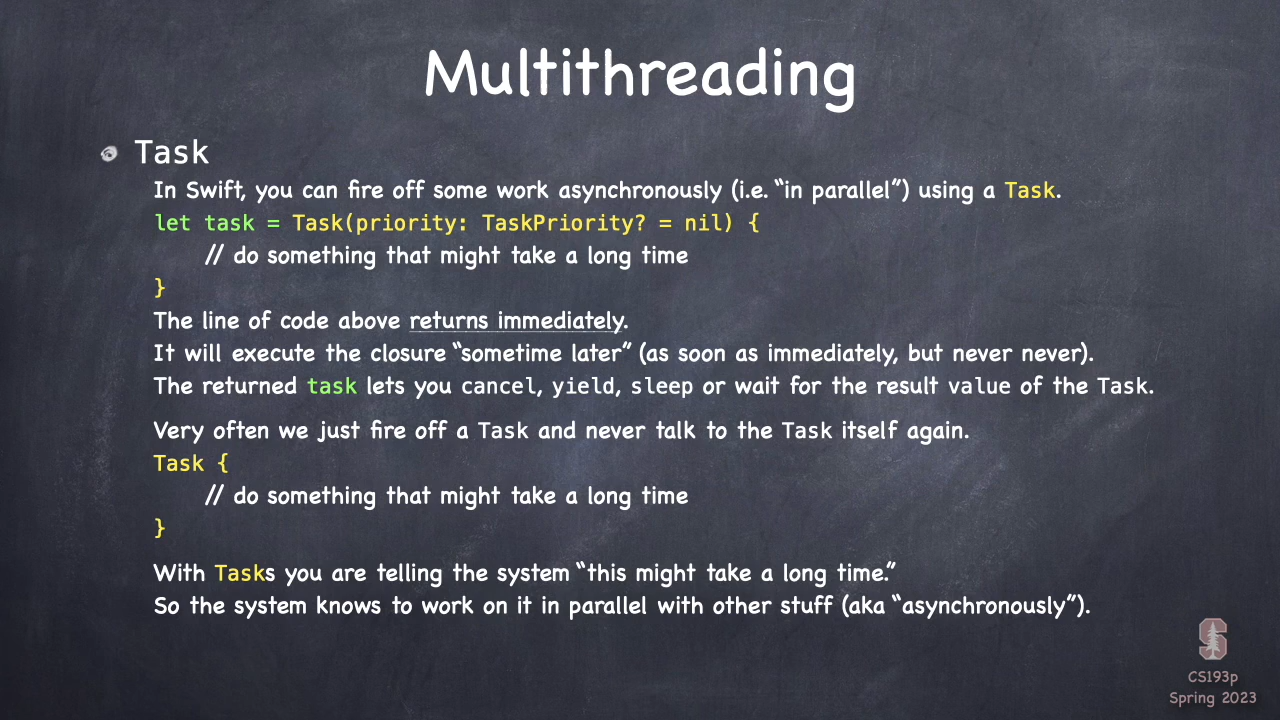 Multithreading
Task
In Swift, you can fire off some work asynchronously (i.e. “in parallel”) using a Task.
let task = Task(priority: TaskPriority? = nil) {
// do something that might take a long time
}
The line of code above returns immediately.
It will execute the closure “sometime later” (as soon as immediately, but never never).
The returned task lets you cancel, yield, sleep or wait for the result value of the Task.
Very often we just fire off a Task and never talk to the Task itself again.
Task {
// do something that might take a long time
}
With Tasks you are telling the system “this might take a long time.”
So the system knows to work on it in parallel with other stuff (aka “asynchronously”).
S
CS193p
Spring 2023